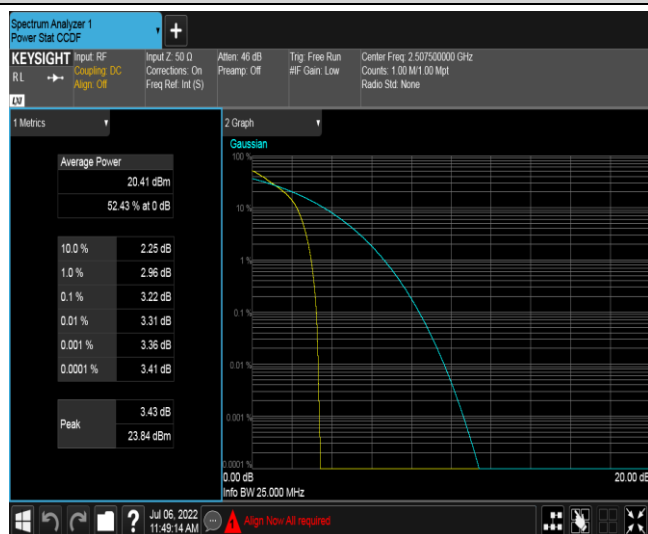 Spectrum Analyzer 1
Power Stat CCDF
KEYSIGHT
RL
LXI
Input: RF
Coupling: DC
Align: Off
Input Z: 50 Ω
Corrections: On
Freq Ref: Int (S)
Atten: 46 dB
Preamp: Off
Trig: Free Run
#IF Gain: Low
Center Freq: 2.507500000 GHz
Counts: 1.00 M/1.00 Mpt
Radio Std: None
1 Metrics
Average Power
20.41 dBm
52.43 % at 0 dB
10.0 % 2.25 dB
1.0 % 2.96 dB
0.1 % 3.22 dB
0.01 % 3.31 dB
0.001 % 3.36 dB
0.0001 % 3.41 dB
Peak
3.43 dB
23.84 dBm
2 Graph
Gaussian
100 %
10 %
1 %
0.1 %
0.01 %
0.001 %
0.0001 %
0.00 dB
20.00 dB
Info BW 25.000 MHz
?
Jul 06, 2022
11:49:14 AM
1
Align Now All required